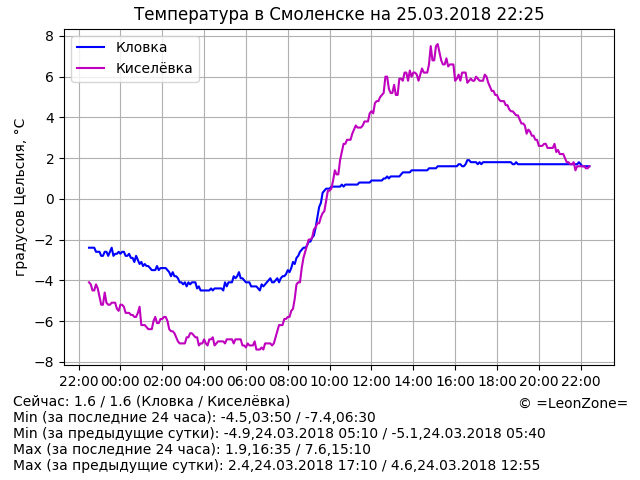 Температура в Смоленске на 25.03.2018 22:25
Кловка
Киселёвка
градусов Цельсия, °C
8
6
4
2
0
−2
−4
−6
−8
22:00 00:00 02:00 04:00 06:00 08:00 10:00 12:00 14:00 16:00 18:00 20:00 22:00
Сейчас: 1.6 / 1.6 (Кловка / Киселёвка)
© =LeonZone=
Min (за последние 24 часа): -4.5,03:50 / -7.4,06:30
Min (за предыдущие сутки): -4.9,24.03.2018 05:10 / -5.1,24.03.2018 05:40
Max (за последние 24 часа): 1.9,16:35 / 7.6,15:10
Max (за предыдущие сутки): 2.4,24.03.2018 17:10 / 4.6,24.03.2018 12:55